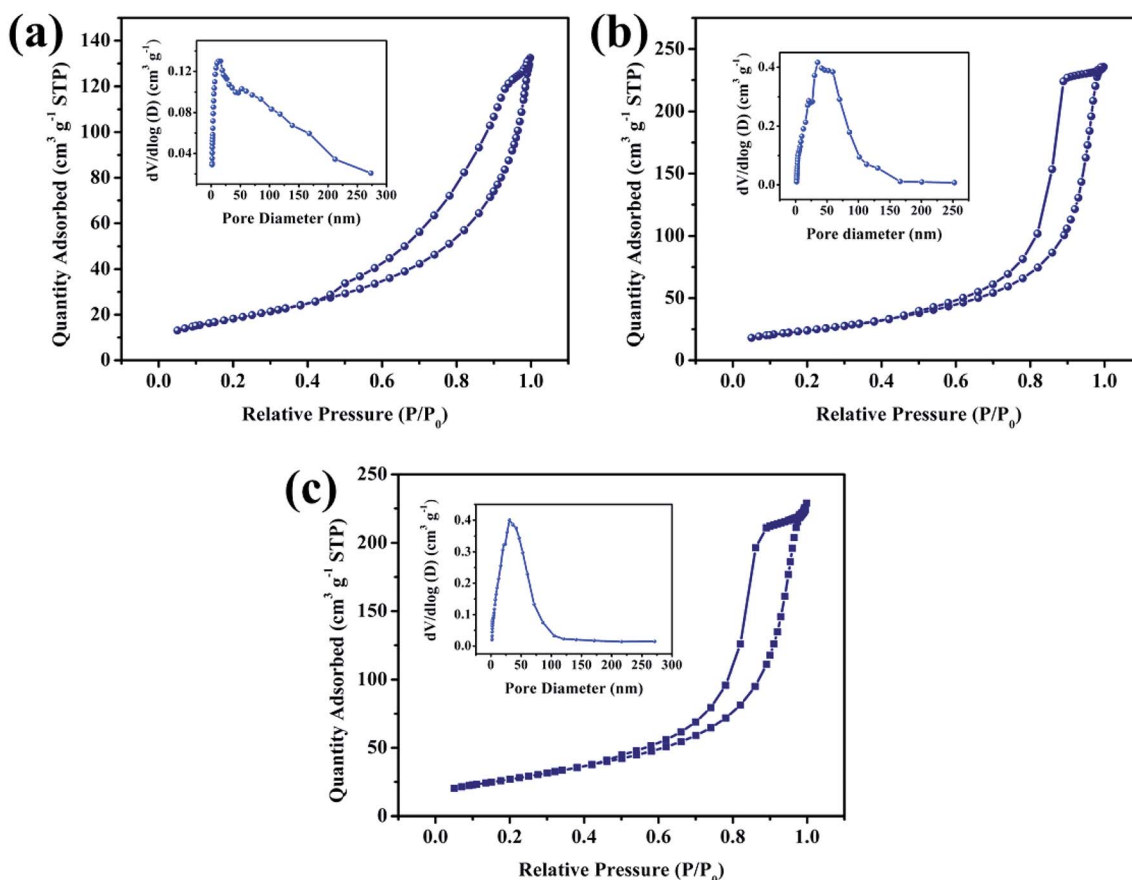 (a)
140
120
100
80
60
40
20
0
Quantity Adsorbed (cm³ g⁻¹ STP)
0.0 0.2 0.4 0.6 0.8 1.0
Relative Pressure (P/P₀)
0.12
0.08
0.04
dV/dlog (D) (cm³ g⁻¹)
0 50 100 150 200 250 300
Pore Diameter (nm)
(b)
250
200
150
100
50
0
Quantity Adsorbed (cm³ g⁻¹ STP)
0.0 0.2 0.4 0.6 0.8 1.0
Relative Pressure (P/P₀)
0.4
0.2
0.0
dV/dlog (D) (cm³ g⁻¹)
0 50 100 150 200 250
Pore diameter (nm)
(c)
250
200
150
100
50
0
Quantity Adsorbed (cm³ g⁻¹ STP)
0.0 0.2 0.4 0.6 0.8 1.0
Relative Pressure (P/P₀)
0.4
0.3
0.2
0.1
0.0
dV/dlog (D) (cm³ g⁻¹)
0 50 100 150 200 250 300
Pore Diameter (nm)